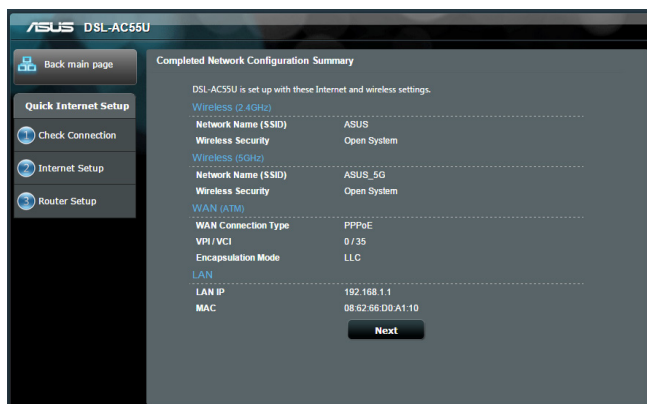 ASUS DSL-AC55U
Back main page
Quick Internet Setup
1 Check Connection
2 Internet Setup
3 Router Setup
Completed Network Configuration Summary
DSL-AC55U is set up with these Internet and wireless settings.
Wireless (2.4GHz)
Network Name (SSID) ASUS
Wireless Security Open System
Wireless (5GHz)
Network Name (SSID) ASUS_5G
Wireless Security Open System
WAN (ATM)
WAN Connection Type PPPoE
VPI / VCI 0 / 35
Encapsulation Mode LLC
LAN
LAN IP 192.168.1.1
MAC 08:62:66:D0:A1:10
Next